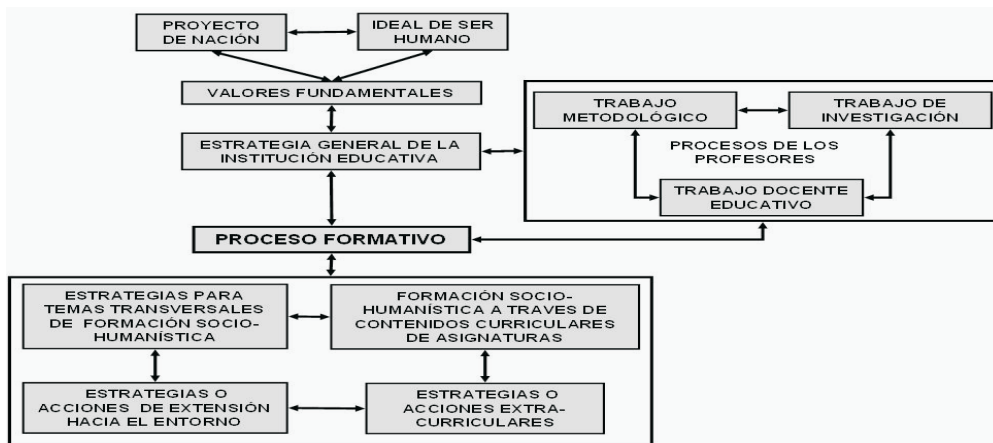 PROYECTO
DE NACIÓN
IDEAL DE SER
HUMANO
VALORES FUNDAMENTALES
ESTRATEGIA GENERAL DE LA
INSTITUCIÓN EDUCATIVA
TRABAJO
METODOLÓGICO
TRABAJO DE
INVESTIGACIÓN
PROCESOS DE LOS
PROFESORES
TRABAJO DOCENTE
EDUCATIVO
PROCESO FORMATIVO
ESTRATEGIAS PARA
TEMAS TRANSVERSALES
DE FORMACIÓN SOCIO-
HUMANÍSTICA
FORMACIÓN SOCIO-
HUMANÍSTICA A TRAVES DE
CONTENIDOS CURRICULARES
DE ASIGNATURAS
ESTRATEGIAS O
ACCIONES DE EXTENSIÓN
HACIA EL ENTORNO
ESTRATEGIAS O
ACCIONES EXTRA-
CURRICULARES